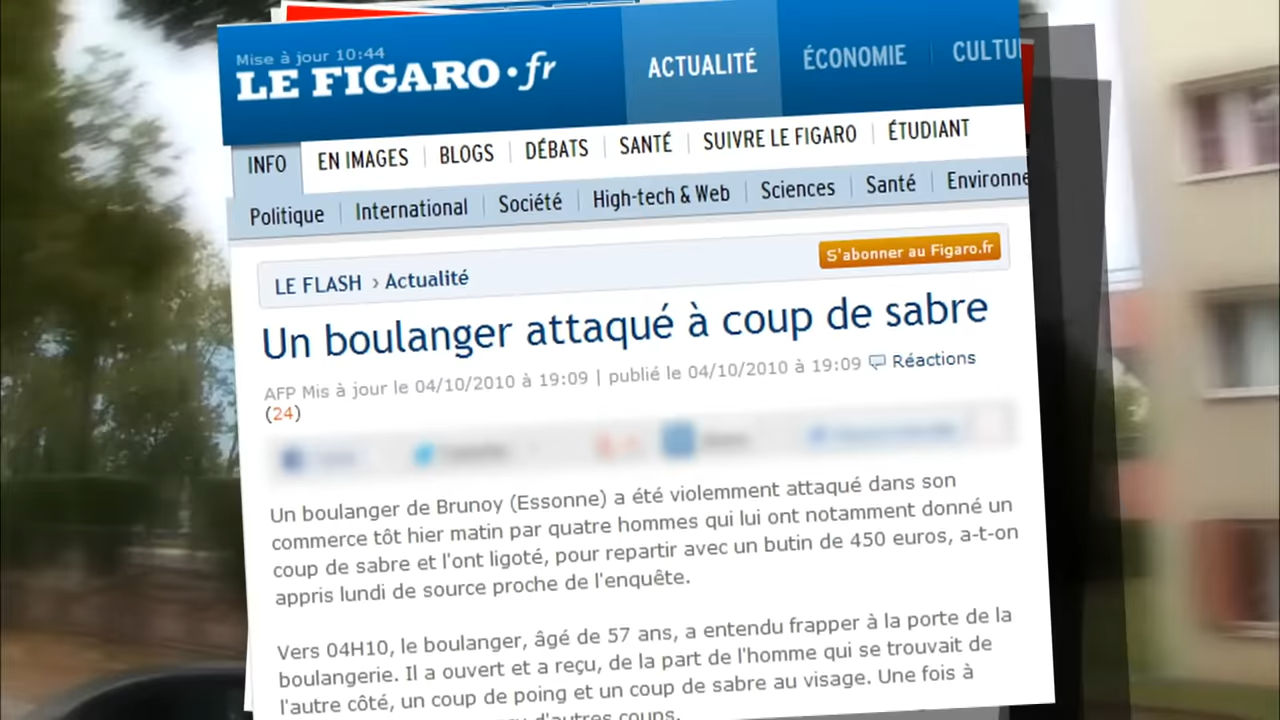 Mise à jour 10:44
LE FIGARO·fr
ACTUALITÉ
ÉCONOMIE
INFO
EN IMAGES
BLOGS
DÉBATS
SANTÉ
SUIVRE LE FIGARO
ÉTUDIANT
Politique
International
Société
High-tech & Web
Sciences
Santé
LE FLASH › Actualité
S'abonner au Figaro.fr
Un boulanger attaqué à coup de sabre
AFP Mis à jour le 04/10/2010 à 19:09 | publié le 04/10/2010 à 19:09 Réactions
(24)
Un boulanger de Brunoy (Essonne) a été violemment attaqué dans son
commerce tôt hier matin par quatre hommes qui lui ont notamment donné un
coup de sabre et l'ont ligoté, pour repartir avec un butin de 450 euros, a-t-on
appris lundi de source proche de l'enquête.
Vers 04H10, le boulanger, âgé de 57 ans, a entendu frapper à la porte de la
boulangerie. Il a ouvert et a reçu, de la part de l'homme qui se trouvait de
l'autre côté, un coup de poing et un coup de sabre au visage. Une fois à
d'autres coups.